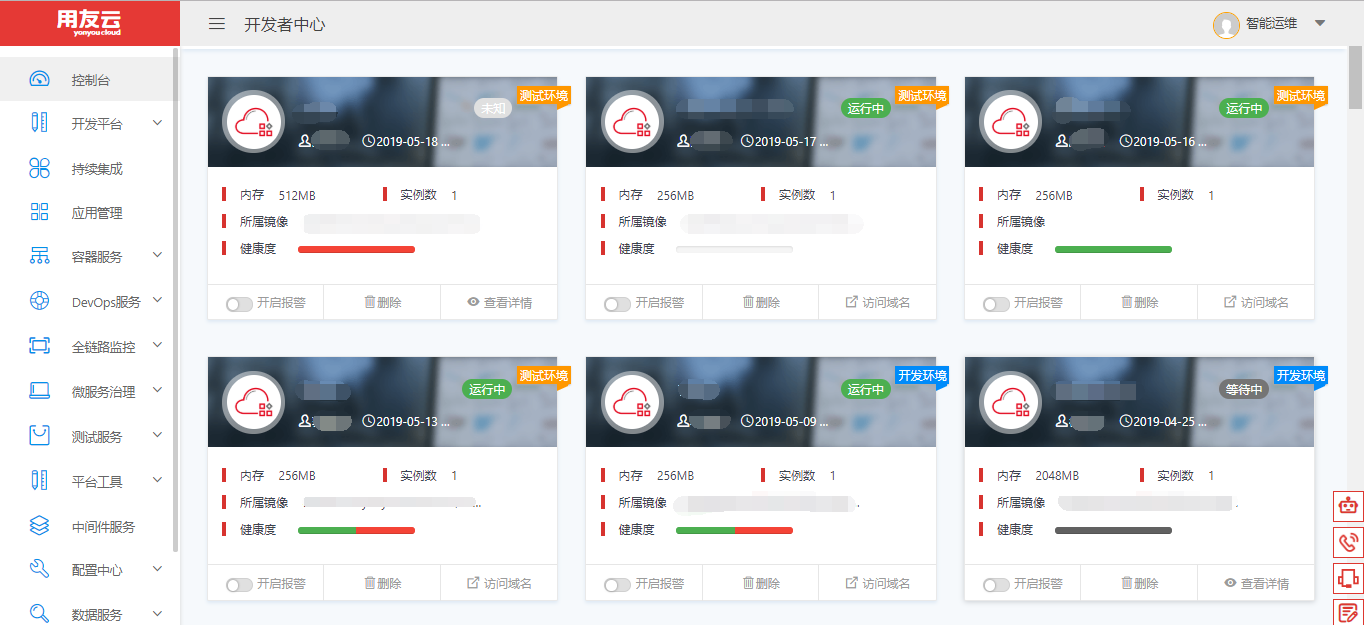 用友云
yonyou cloud
开发者中心
智能运维
控制台
开发平台
持续集成
应用管理
容器服务
DevOps服务
全链路监控
微服务治理
测试服务
平台工具
中间件服务
配置中心
数据服务
测试环境
未知
2019-05-18 ...
内存 512MB 实例数 1
所属镜像
健康度
开启报警 删除 查看详情
测试环境
运行中
2019-05-17 ...
内存 256MB 实例数 1
所属镜像
健康度
开启报警 删除 访问域名
测试环境
运行中
2019-05-16 ...
内存 256MB 实例数 1
所属镜像
健康度
开启报警 删除 访问域名
测试环境
运行中
2019-05-13 ...
内存 256MB 实例数 1
所属镜像
健康度
开启报警 删除 访问域名
开发环境
运行中
2019-05-09 ...
内存 256MB 实例数 1
所属镜像
健康度
开启报警 删除 访问域名
开发环境
等待中
2019-04-25 ...
内存 2048MB 实例数 1
所属镜像
健康度
开启报警 删除 查看详情